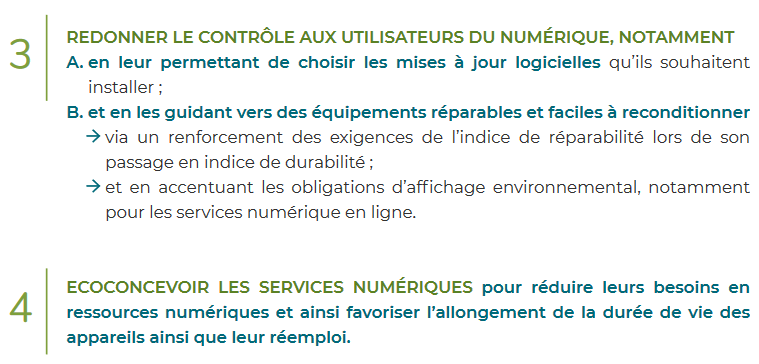 3
REDONNER LE CONTRÔLE AUX UTILISATEURS DU NUMÉRIQUE, NOTAMMENT
A. en leur permettant de choisir les mises à jour logicielles qu'ils souhaitent
installer ;
B. et en les guidant vers des équipements réparables et faciles à reconditionner
→ via un renforcement des exigences de l'indice de réparabilité lors de son
passage en indice de durabilité ;
→ et en accentuant les obligations d'affichage environnemental, notamment
pour les services numérique en ligne.
4
ECOCONCEVOIR LES SERVICES NUMÉRIQUES pour réduire leurs besoins en
ressources numériques et ainsi favoriser l'allongement de la durée de vie des
appareils ainsi que leur réemploi.